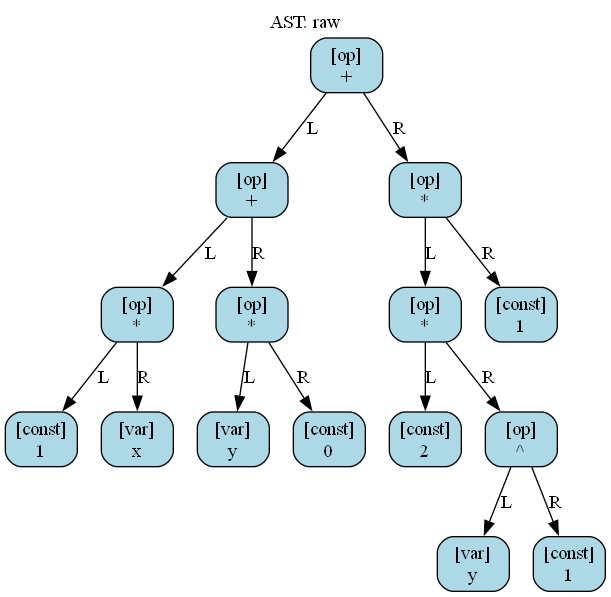 AST: raw
[op]
+
L
R
[op]
+
[op]
*
L
R
L
R
[op]
*
[op]
*
[op]
*
[const]
1
L
R
L
R
L
R
[const]
1
[var]
x
[var]
y
[const]
0
[const]
2
[op]
^
L
R
[var]
y
[const]
1